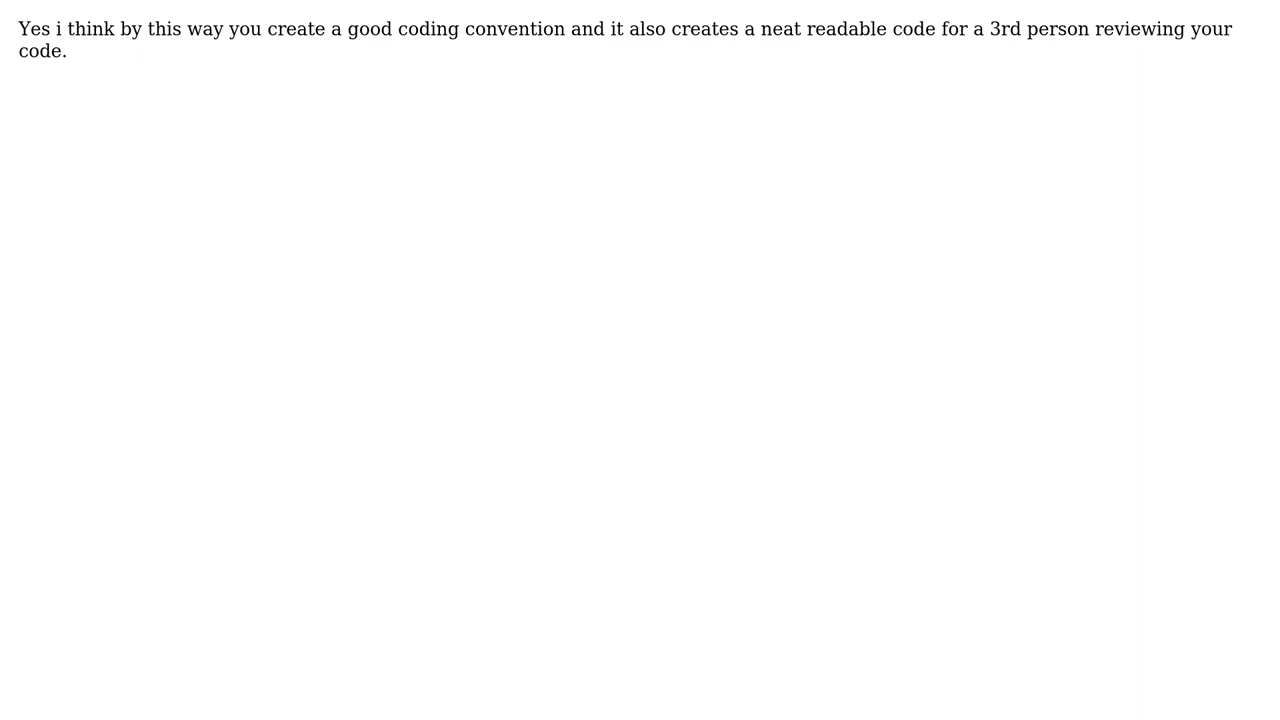 Yes i think by this way you create a good coding convention and it also creates a neat readable code for a 3rd person reviewing your
code.